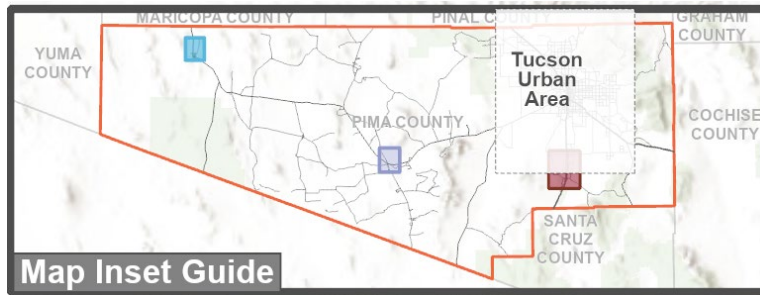 MARICOPA COUNTY
PINAL COUNTY
GRAHAM
COUNTY
YUMA
COUNTY
Tucson
Urban
Area
PIMA COUNTY
COCHISE
COUNTY
SANTA
CRUZ
COUNTY
Map Inset Guide